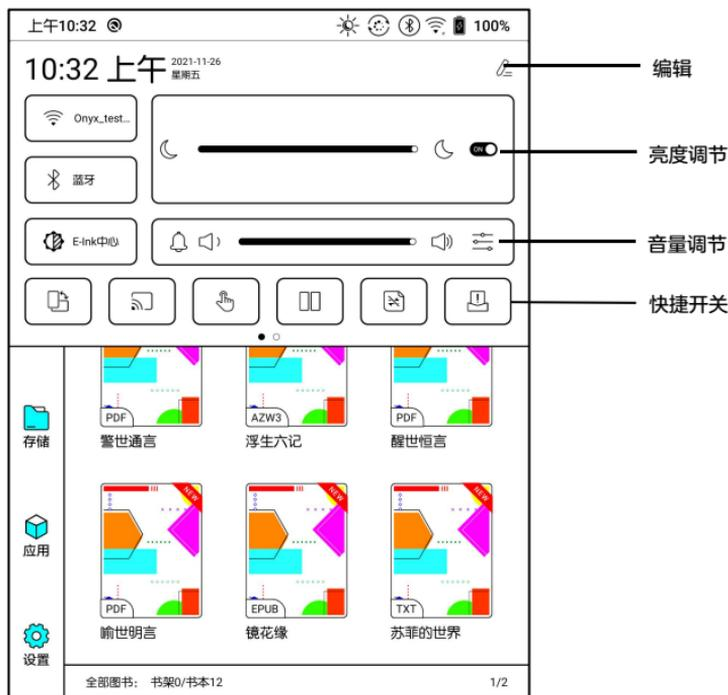 上午10:32 100%
10:32 上午 2021-11-26
星期五
编辑
Onyx_test...
ON
亮度调节
蓝牙
E-Ink中心
音量调节
快捷开关
PDF AZW3 PDF
警世通言 浮生六记 醒世恒言
存储
NEW NEW NEW
应用
PDF EPUB TXT
喻世明言 镜花缘 苏菲的世界
设置
全部图书： 书架0/书本12 1/2